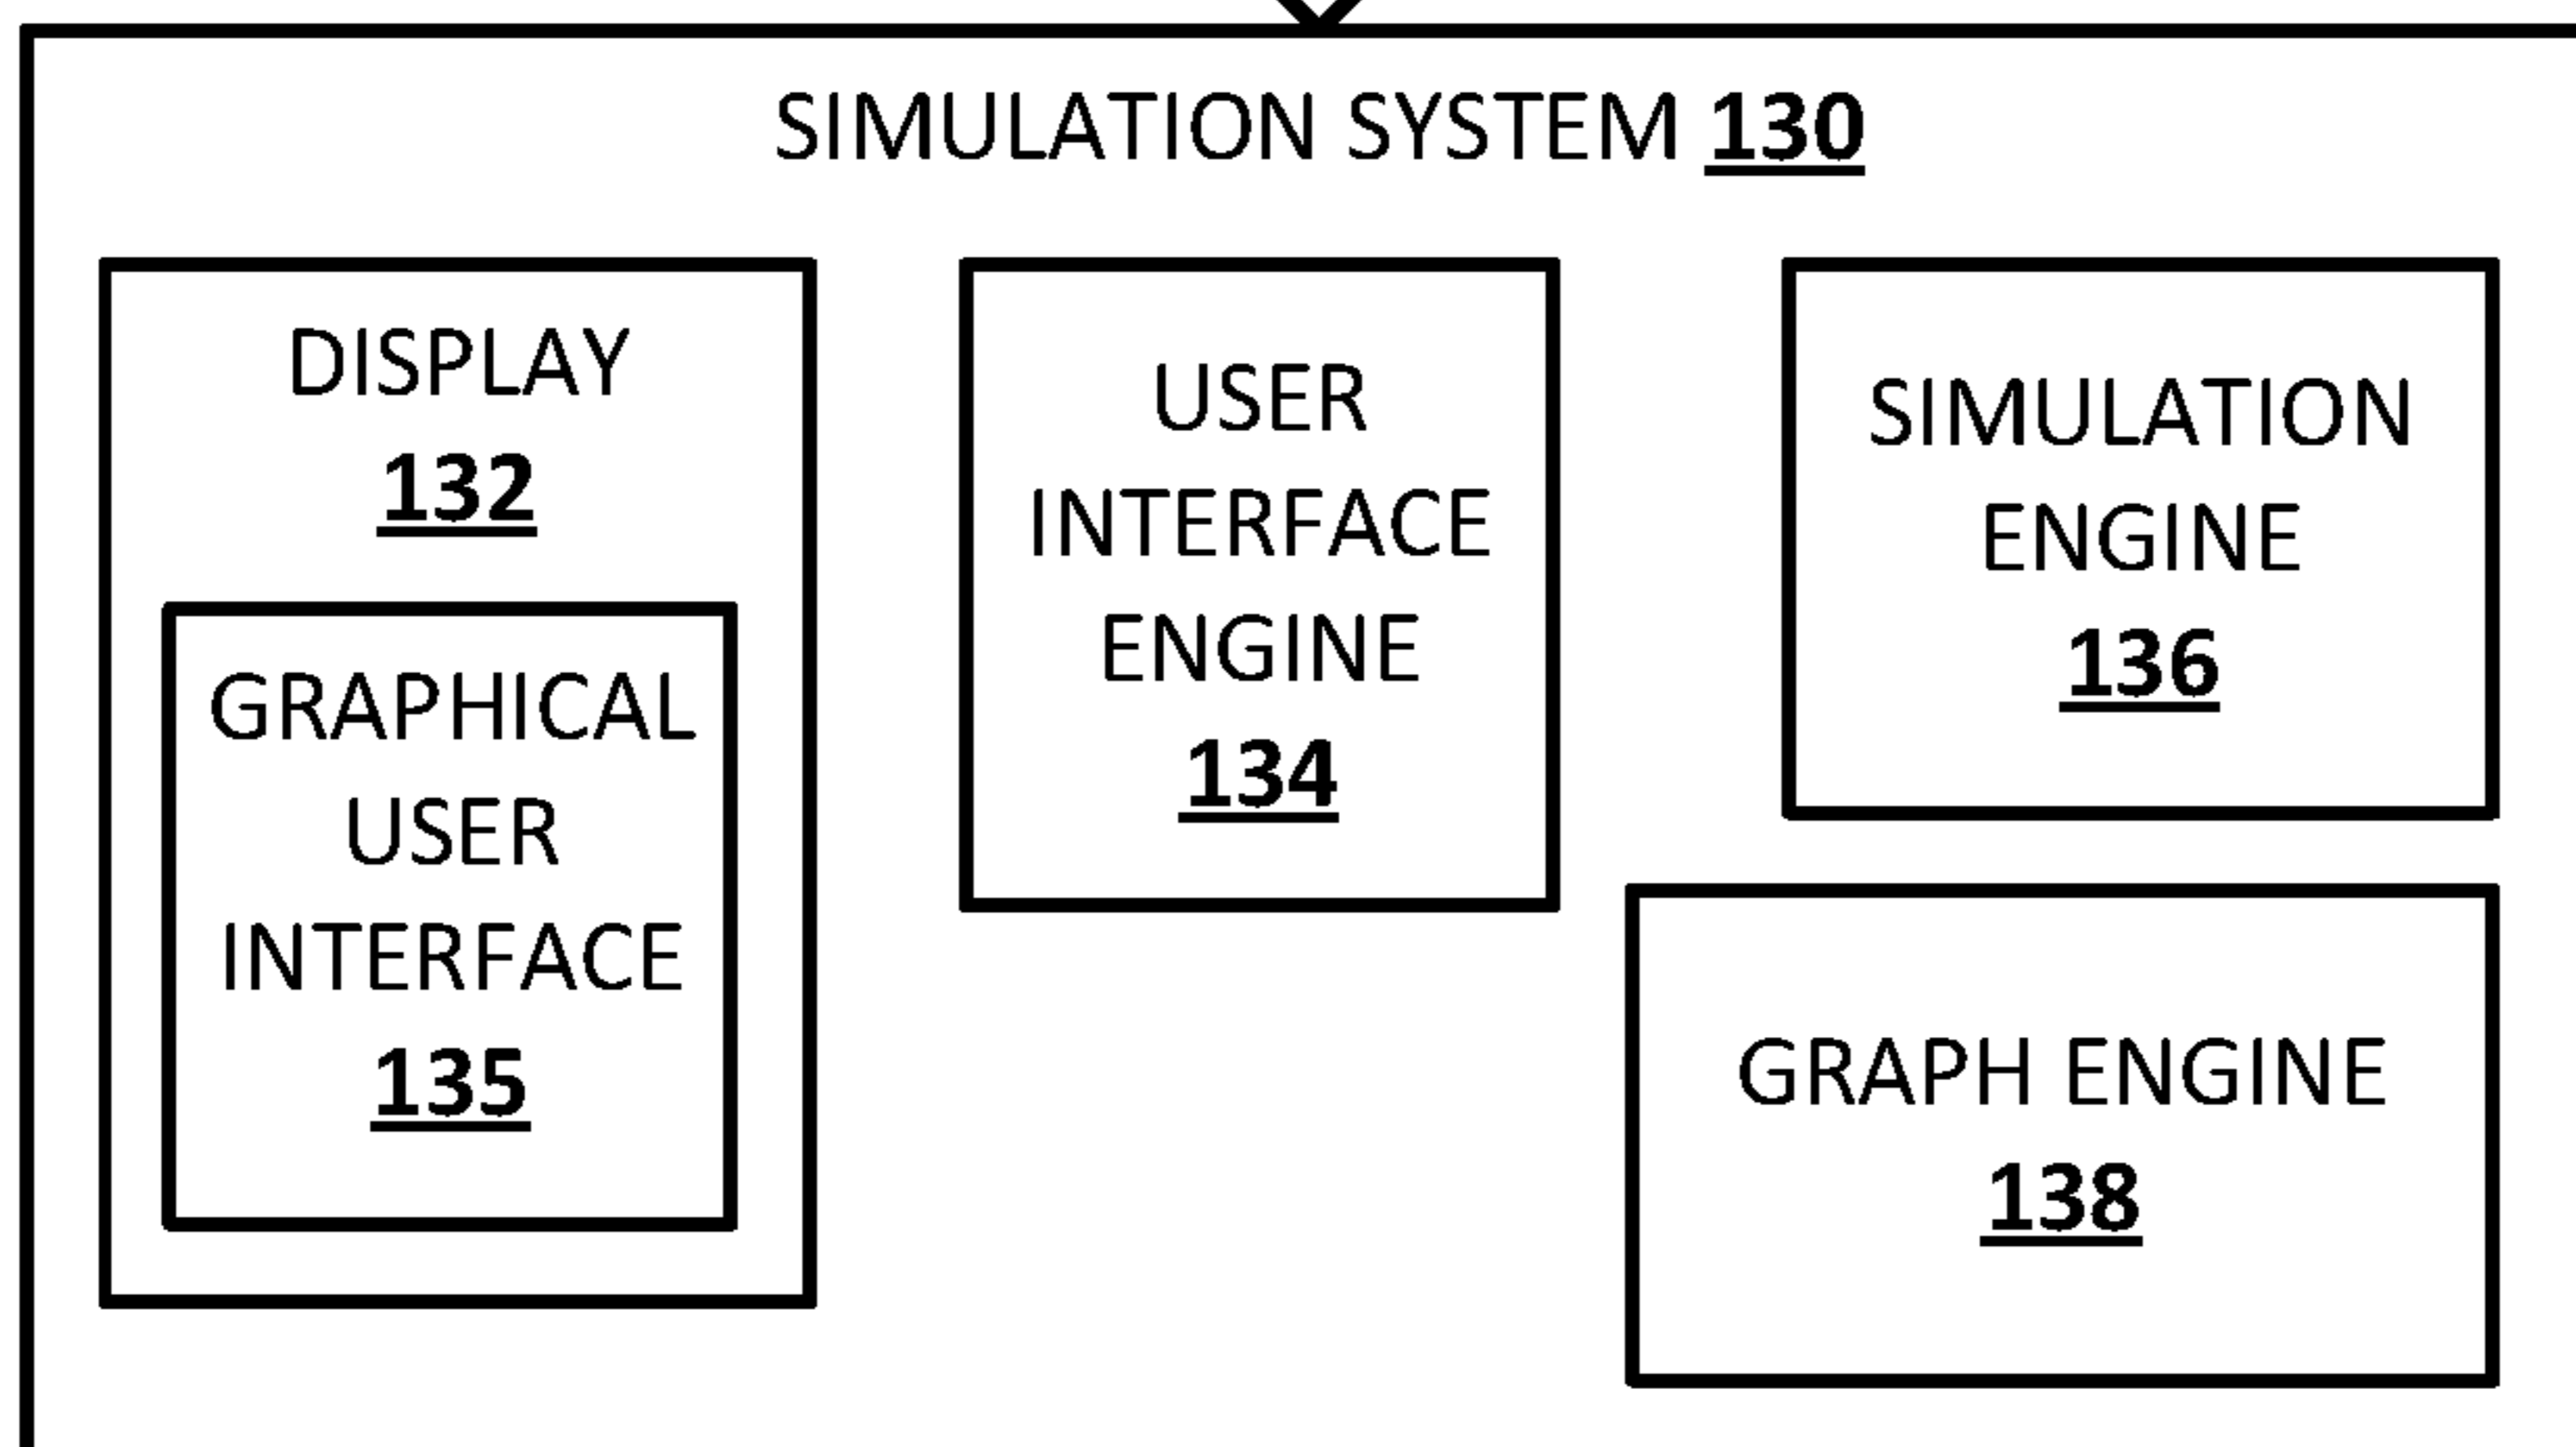 SIMULATION SYSTEM 130
DISPLAY
132
GRAPHICAL
USER
INTERFACE
135
USER
INTERFACE
ENGINE
134
SIMULATION
ENGINE
136
GRAPH ENGINE
138